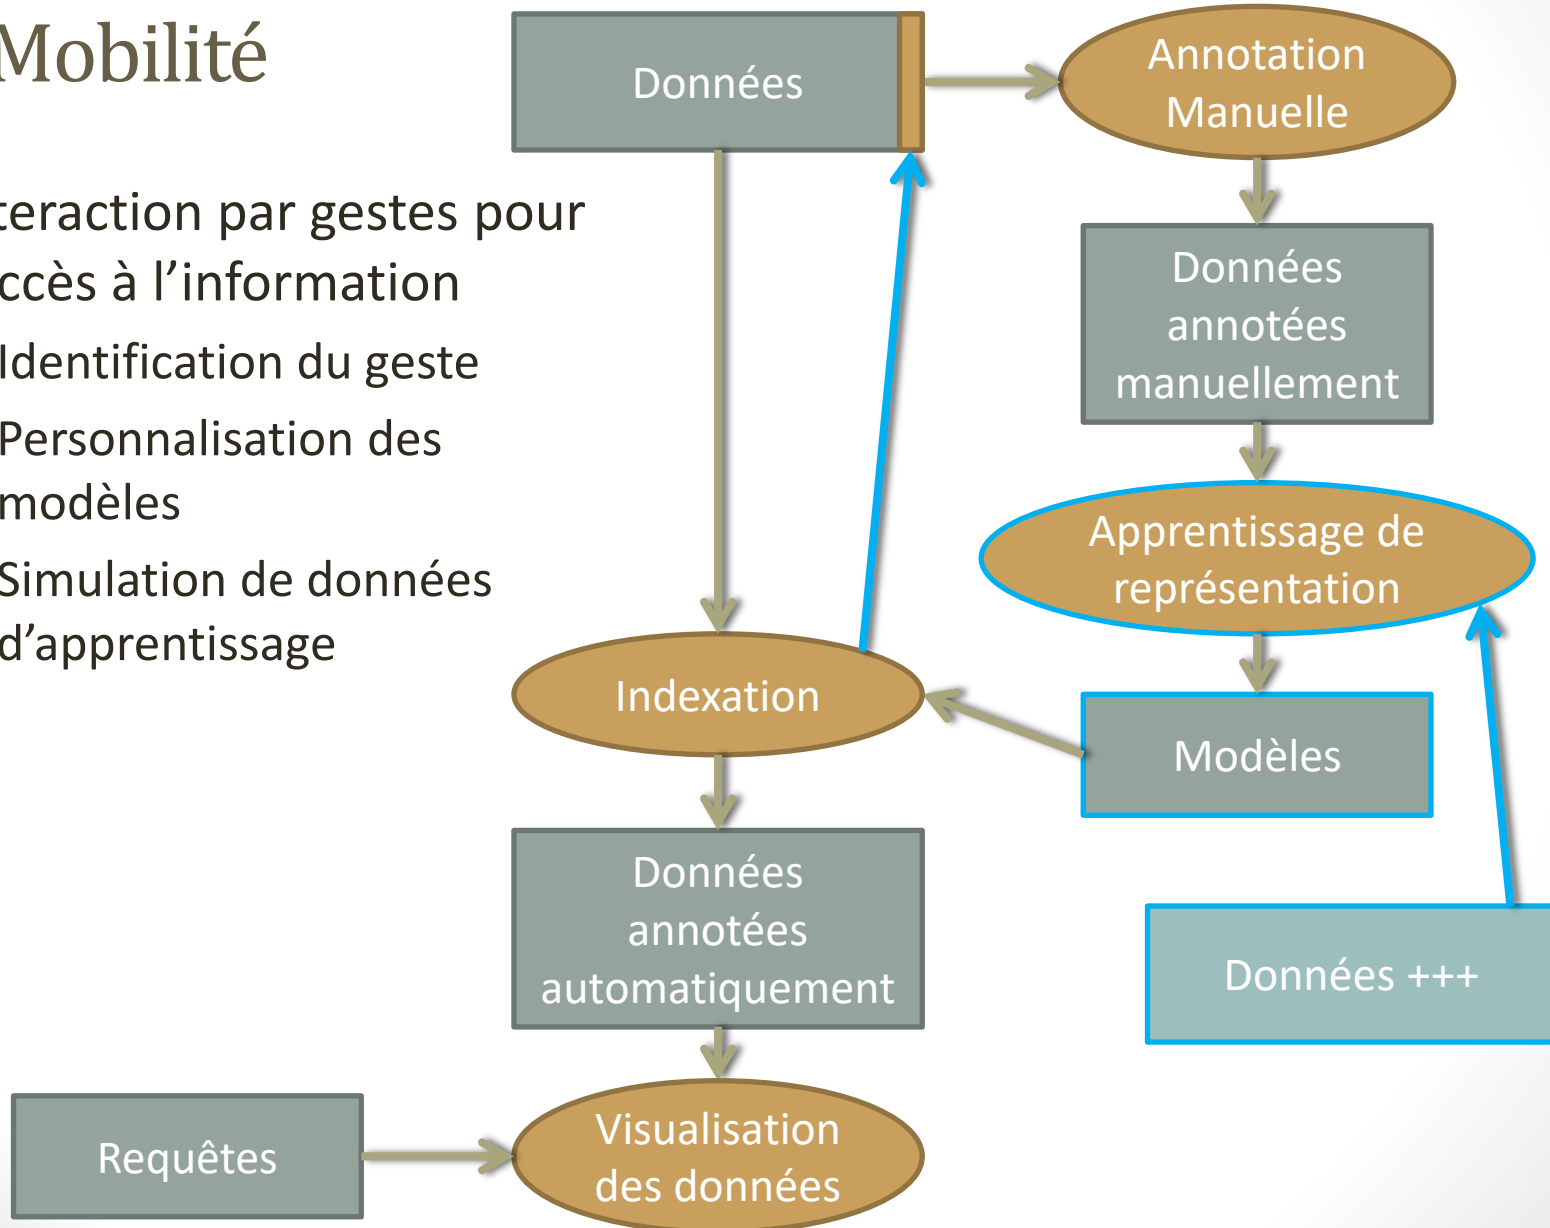 Mobilité
teraction par gestes pour
ccès à l’information
Identification du geste
Personnalisation des
modèles
Simulation de données
d’apprentissage
Données
Annotation
Manuelle
Données
annotées
manuellement
Apprentissage de
représentation
Indexation
Modèles
Données
annotées
automatiquement
Données +++
Requêtes
Visualisation
des données